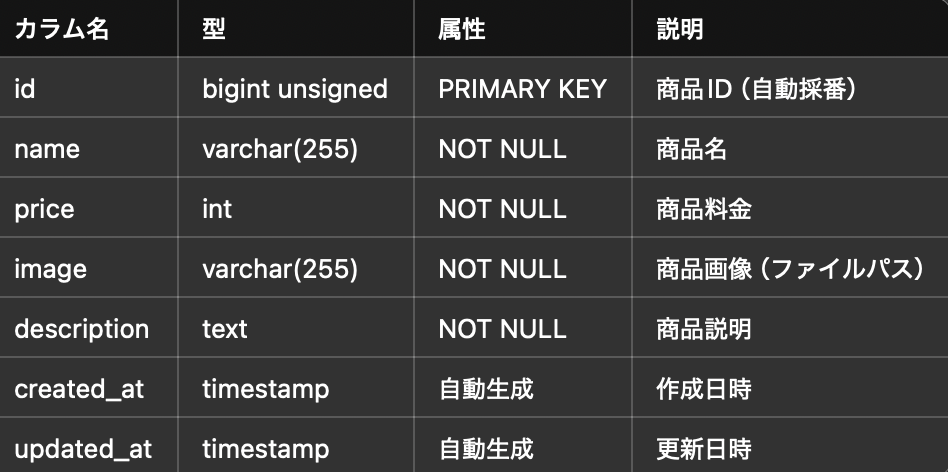 カラム名 型 属性 説明
id bigint unsigned PRIMARY KEY 商品ID（自動採番）
name varchar(255) NOT NULL 商品名
price int NOT NULL 商品料金
image varchar(255) NOT NULL 商品画像（ファイルパス）
description text NOT NULL 商品説明
created_at timestamp 自動生成 作成日時
updated_at timestamp 自動生成 更新日時